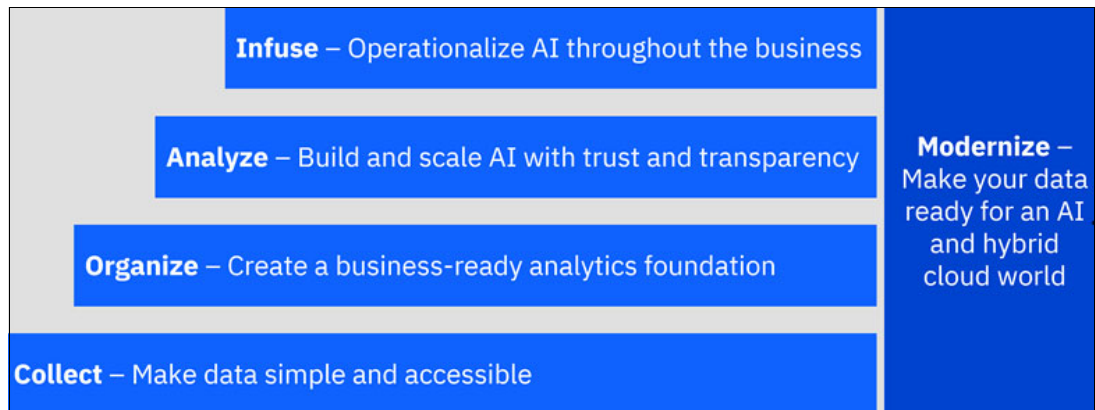 Infuse – Operationalize AI throughout the business
Analyze – Build and scale AI with trust and transparency
Organize – Create a business-ready analytics foundation
Collect – Make data simple and accessible
Modernize –
Make your data
ready for an AI
and hybrid
cloud world